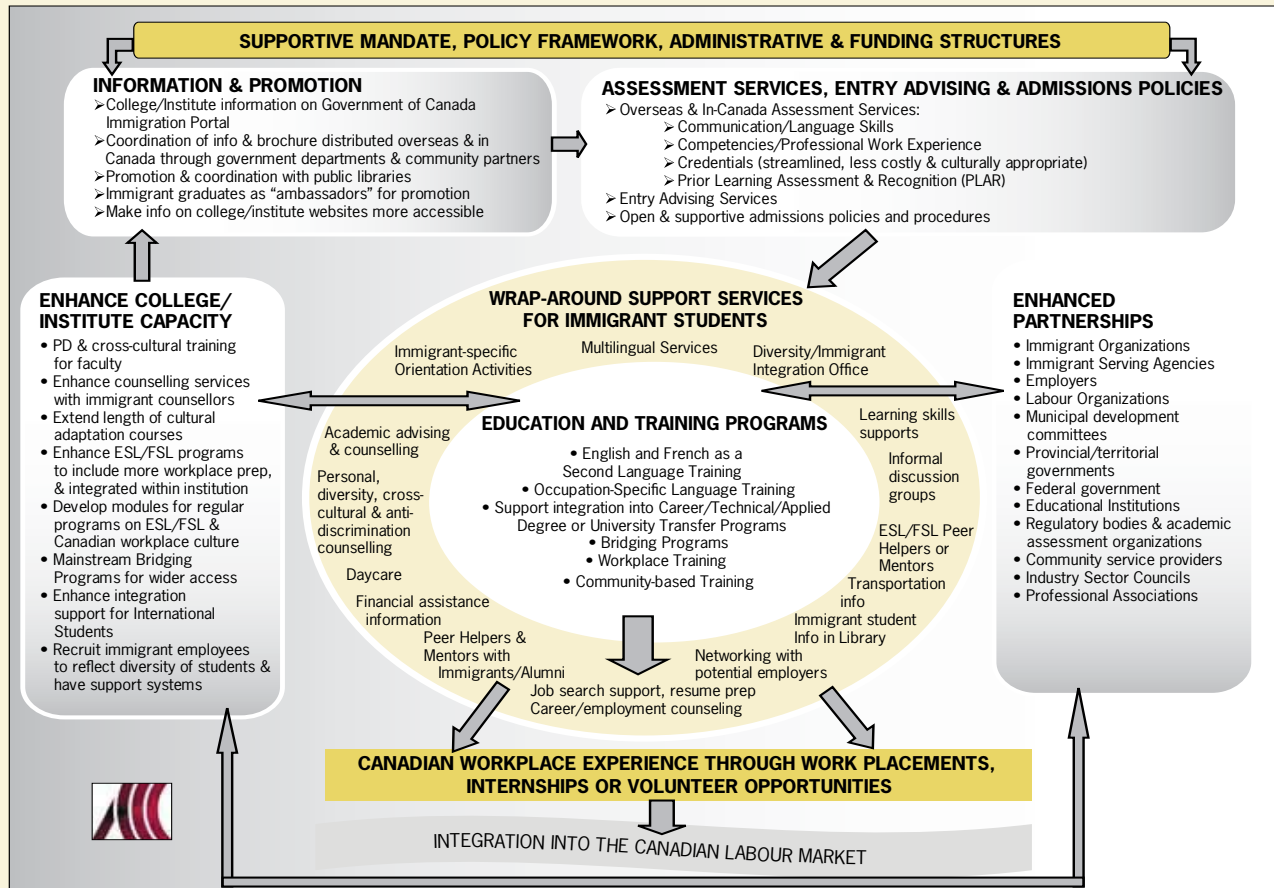 SUPPORTIVE MANDATE, POLICY FRAMEWORK, ADMINISTRATIVE & FUNDING STRUCTURES
INFORMATION & PROMOTION
➢College/Institute information on Government of Canada
Immigration Portal
➢Coordination of info & brochure distributed overseas & in
Canada through government departments & community partners
➢Promotion & coordination with public libraries
➢Immigrant graduates as “ambassadors” for promotion
➢Make info on college/institute websites more accessible
ASSESSMENT SERVICES, ENTRY ADVISING & ADMISSIONS POLICIES
➢ Overseas & In-Canada Assessment Services:
➢ Communication/Language Skills
➢ Competencies/Professional Work Experience
➢ Credentials (streamlined, less costly & culturally appropriate)
➢ Prior Learning Assessment & Recognition (PLAR)
➢ Entry Advising Services
➢ Open & supportive admissions policies and procedures
ENHANCE COLLEGE/
INSTITUTE CAPACITY
• PD & cross-cultural training
for faculty
• Enhance counselling services
with immigrant counsellors
• Extend length of cultural
adaptation courses
• Enhance ESL/FSL programs
to include more workplace prep,
& integrated within institution
• Develop modules for regular
programs on ESL/FSL &
Canadian workplace culture
• Mainstream Bridging
Programs for wider access
• Enhance integration
support for International
Students
• Recruit immigrant employees
to reflect diversity of students &
have support systems
WRAP-AROUND SUPPORT SERVICES
FOR IMMIGRANT STUDENTS
Immigrant-specific
Orientation Activities
Multilingual Services
Diversity/Immigrant
Integration Office
Academic advising
& counselling
Personal,
diversity, cross-
cultural & anti-
discrimination
counselling
Daycare
Financial assistance
information
Peer Helpers &
Mentors with
Immigrants/Alumni
Job search support, resume prep
Career/employment counseling
Learning skills
supports
Informal
discussion
groups
ESL/FSL Peer
Helpers or
Mentors
Transportation
info
Immigrant student
Info in Library
Networking with
potential employers
EDUCATION AND TRAINING PROGRAMS
• English and French as a
Second Language Training
• Occupation-Specific Language Training
• Support integration into Career/Technical/Applied
Degree or University Transfer Programs
• Bridging Programs
• Workplace Training
• Community-based Training
ENHANCED
PARTNERSHIPS
• Immigrant Organizations
• Immigrant Serving Agencies
• Employers
• Labour Organizations
• Municipal development
committees
• Provincial/territorial
governments
• Federal government
• Educational Institutions
• Regulatory bodies & academic
assessment organizations
• Community service providers
• Industry Sector Councils
• Professional Associations
CANADIAN WORKPLACE EXPERIENCE THROUGH WORK PLACEMENTS,
INTERNSHIPS OR VOLUNTEER OPPORTUNITIES
INTEGRATION INTO THE CANADIAN LABOUR MARKET